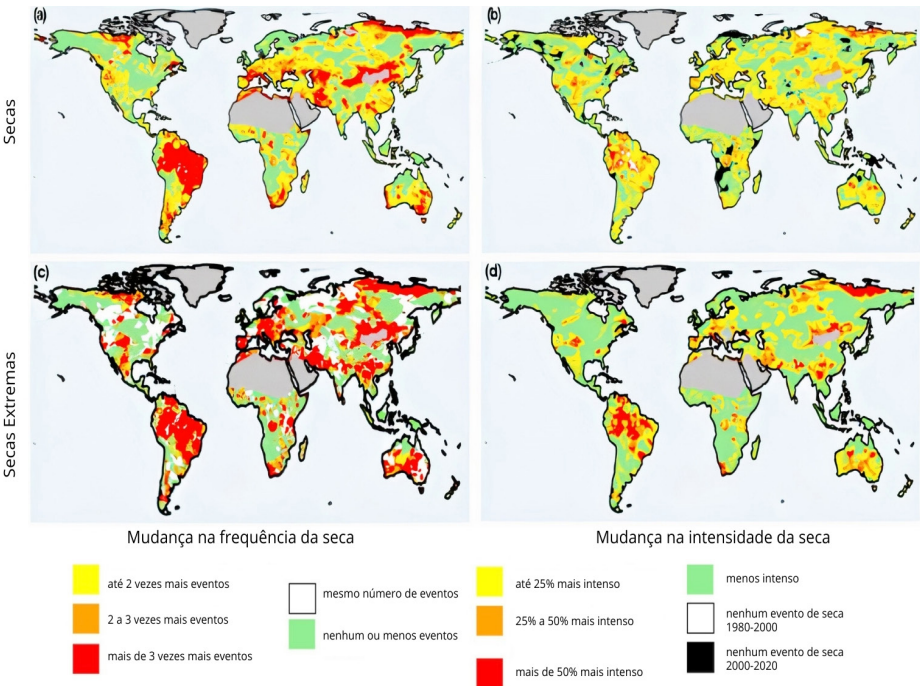 (a)
(b)
Secas
(c)
(d)
Secas Extremas
Mudança na frequência da seca
Mudança na intensidade da seca
até 2 vezes mais eventos
2 a 3 vezes mais eventos
mais de 3 vezes mais eventos
mesmo número de eventos
nenhum ou menos eventos
até 25% mais intenso
25% a 50% mais intenso
mais de 50% mais intenso
menos intenso
nenhum evento de seca
1980-2000
nenhum evento de seca
2000-2020